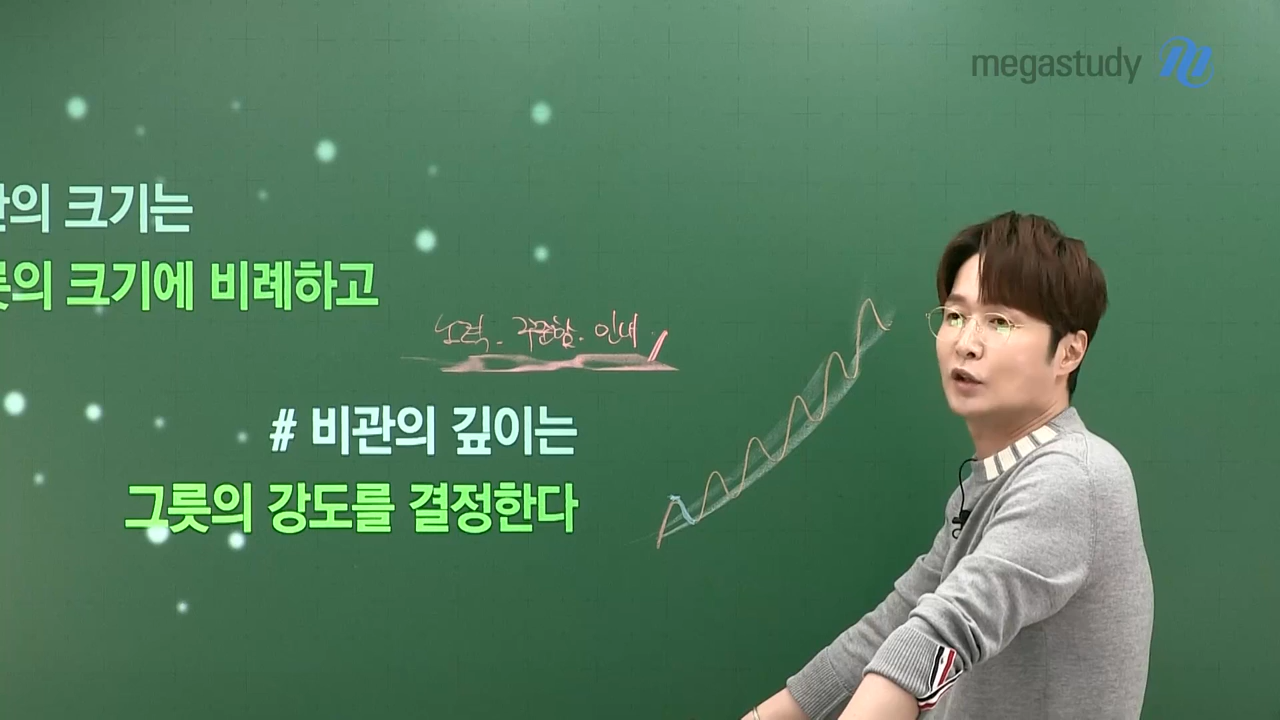 megastudy
관의 크기는
릇의 크기에 비례하고
노력. 꾸준함. 인내
# 비관의 깊이는
그릇의 강도를 결정한다